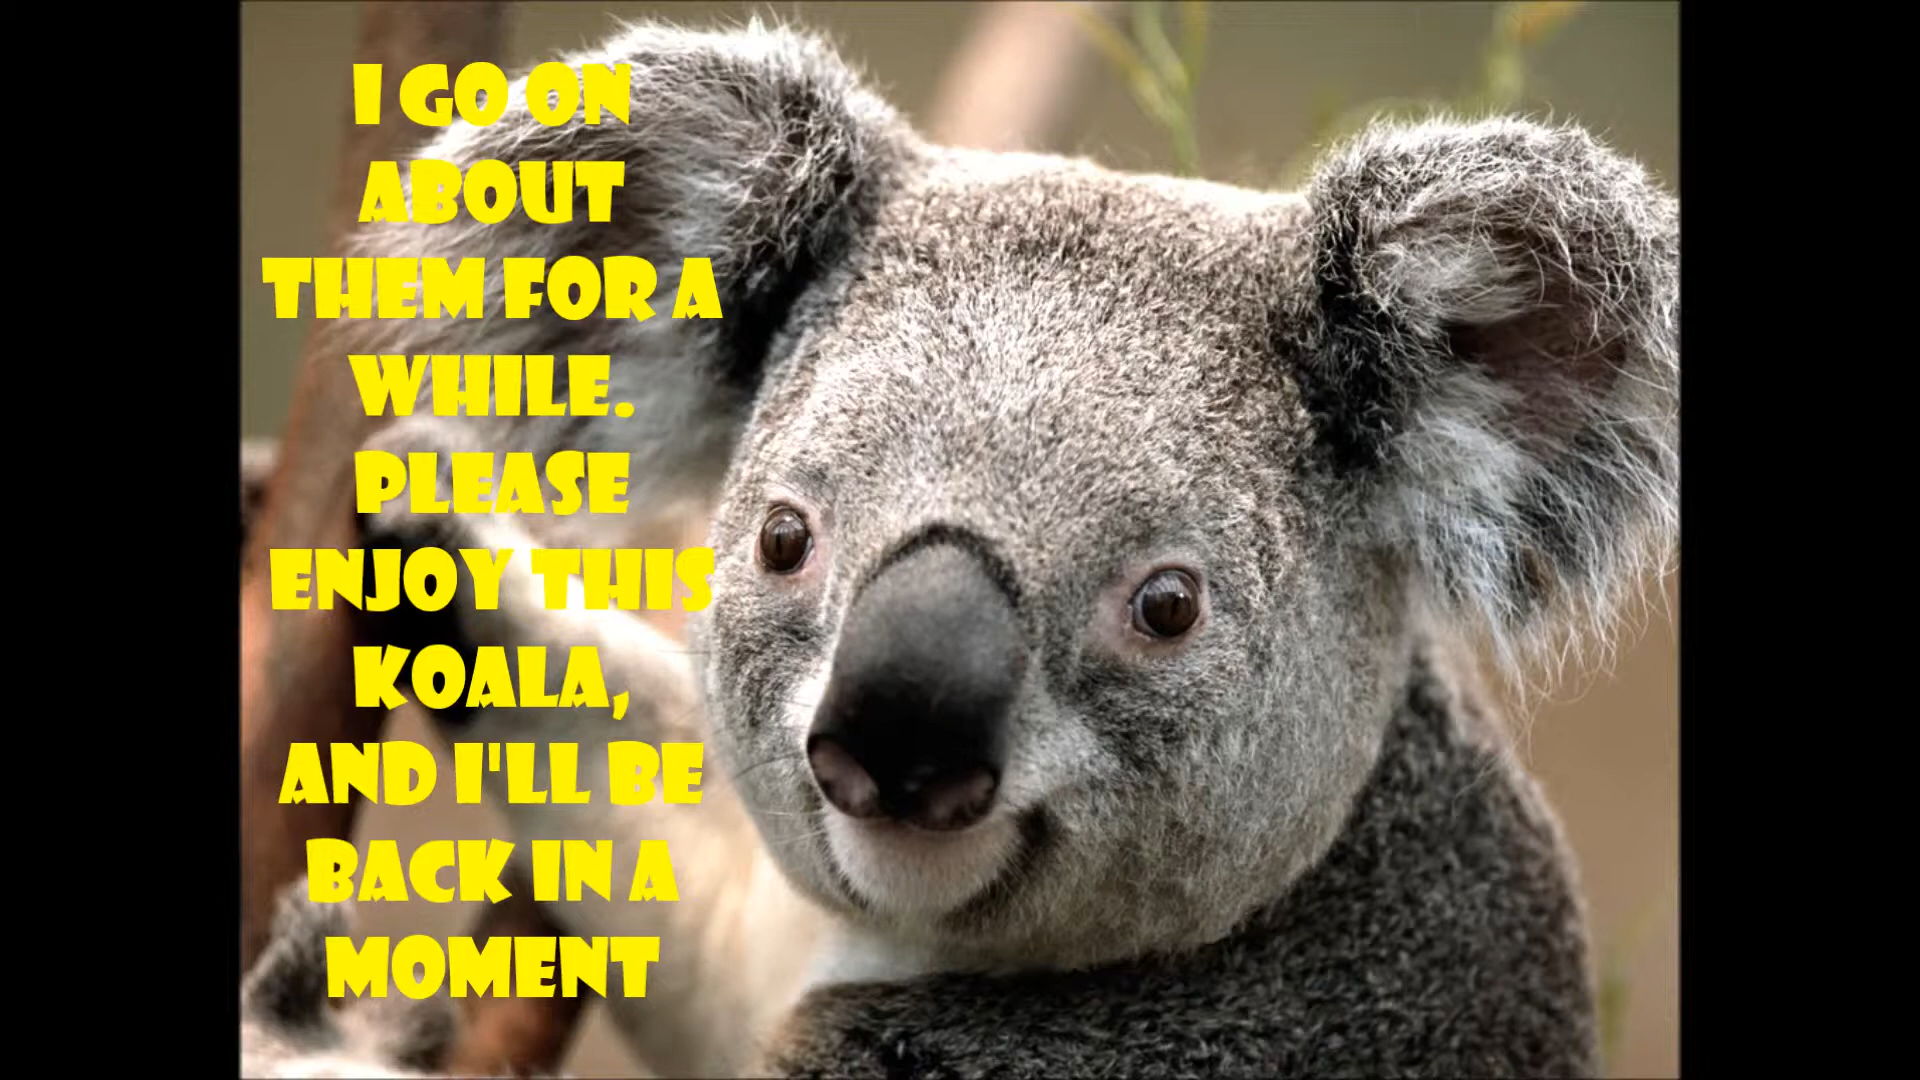 I GO ON
ABOUT
THEM FOR A
WHILE.
PLEASE
ENJOY THIS
KOALA,
AND I'LL BE
BACK IN A
MOMENT